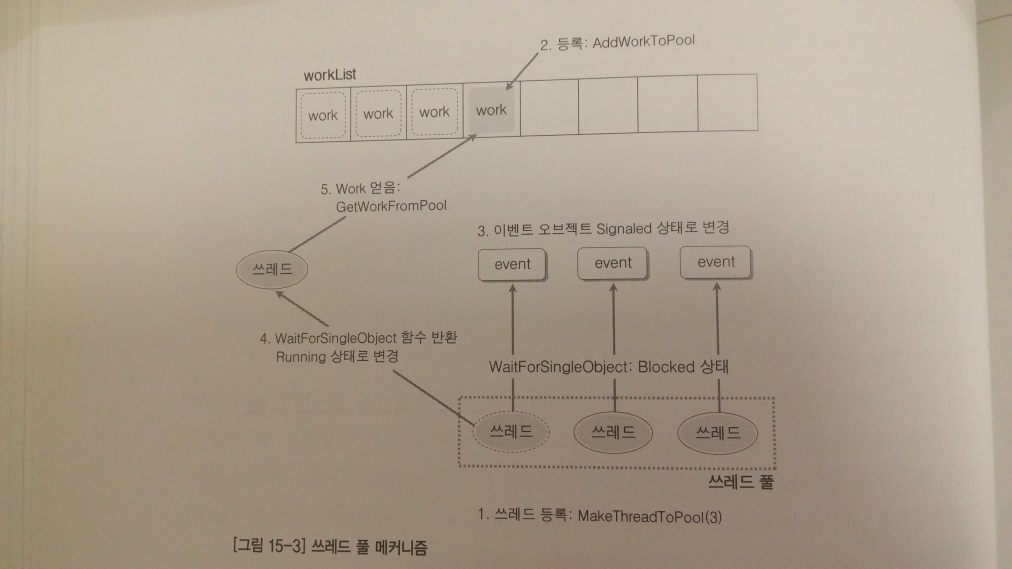 2. 등록: AddWorkToPool
workList
work work work work
5. Work 얻음:
GetWorkFromPool
3. 이벤트 오브젝트 Signaled 상태로 변경
쓰레드
event event event
4. WaitForSingleObject 함수 반환
Running 상태로 변경
WaitForSingleObject: Blocked 상태
쓰레드 쓰레드 쓰레드
쓰레드 풀
1. 쓰레드 등록: MakeThreadToPool(3)
[그림 15-3] 쓰레드 풀 메커니즘